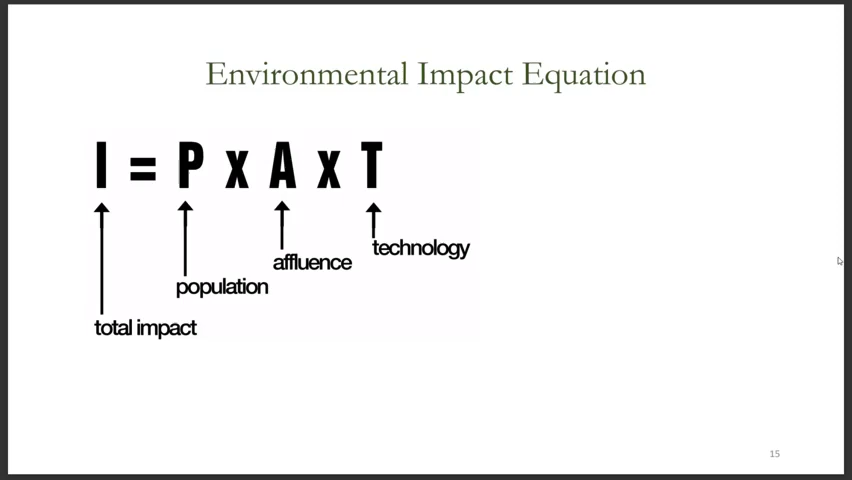 Environmental Impact Equation
I = P x A x T
technology
affluence
population
total impact
15